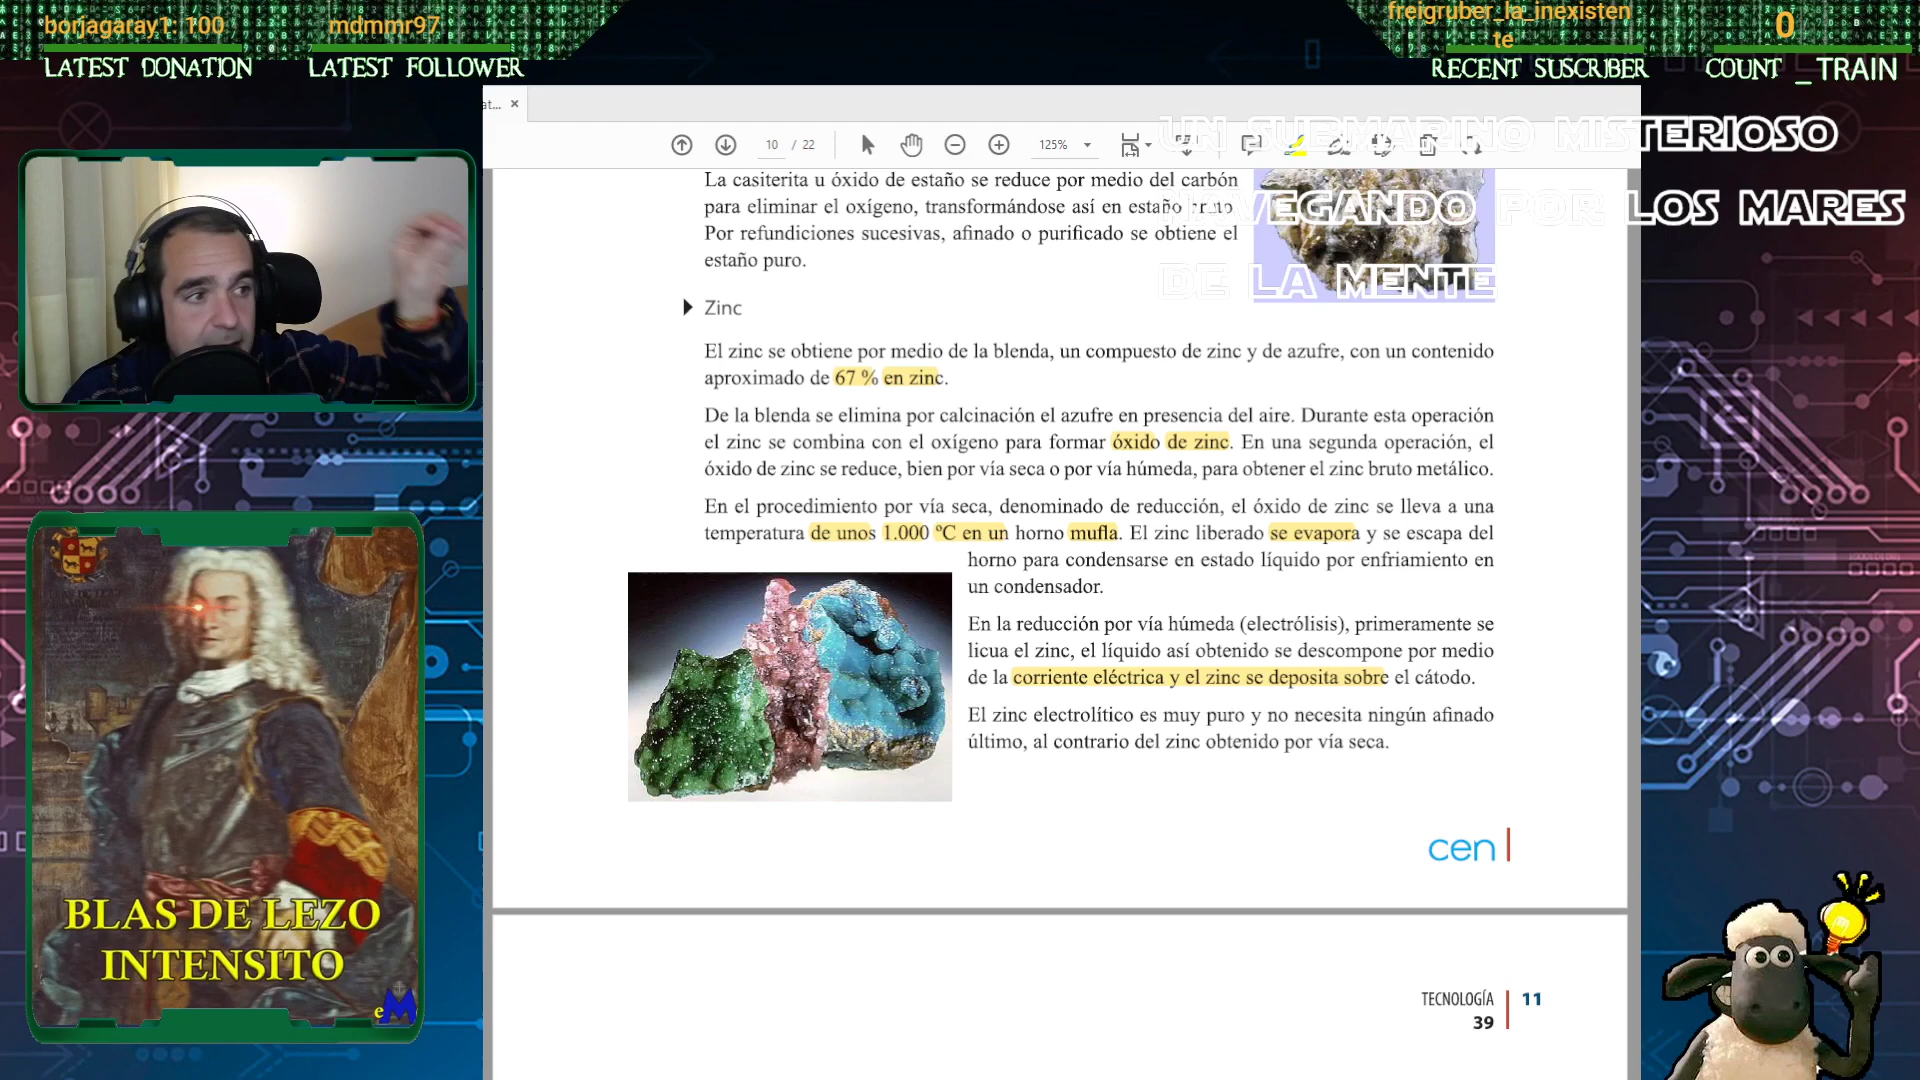 borjagaray1: 100
LATEST DONATION
mdmmr97
LATEST FOLLOWER
freigruber_la_inexisten
te
RECENT SUSCRIBER
0
COUNT _TRAIN
UN SUBMARINO MISTERIOSO
NAVEGANDO POR LOS MARES
DE LA MENTE
at... ×
10 / 22
125%
La casiterita u óxido de estaño se reduce por medio del carbón
para eliminar el oxígeno, transformándose así en estaño bruto.
Por refundiciones sucesivas, afinado o purificado se obtiene el
estaño puro.
Zinc
El zinc se obtiene por medio de la blenda, un compuesto de zinc y de azufre, con un contenido
aproximado de 67 % en zinc.
De la blenda se elimina por calcinación el azufre en presencia del aire. Durante esta operación
el zinc se combina con el oxígeno para formar óxido de zinc. En una segunda operación, el
óxido de zinc se reduce, bien por vía seca o por vía húmeda, para obtener el zinc bruto metálico.
En el procedimiento por vía seca, denominado de reducción, el óxido de zinc se lleva a una
temperatura de unos 1.000 ºC en un horno mufla. El zinc liberado se evapora y se escapa del
horno para condensarse en estado líquido por enfriamiento en
un condensador.
En la reducción por vía húmeda (electrólisis), primeramente se
licua el zinc, el líquido así obtenido se descompone por medio
de la corriente eléctrica y el zinc se deposita sobre el cátodo.
El zinc electrolítico es muy puro y no necesita ningún afinado
último, al contrario del zinc obtenido por vía seca.
cen
TECNOLOGÍA 11
39
BLAS DE LEZO
INTENSITO
eM